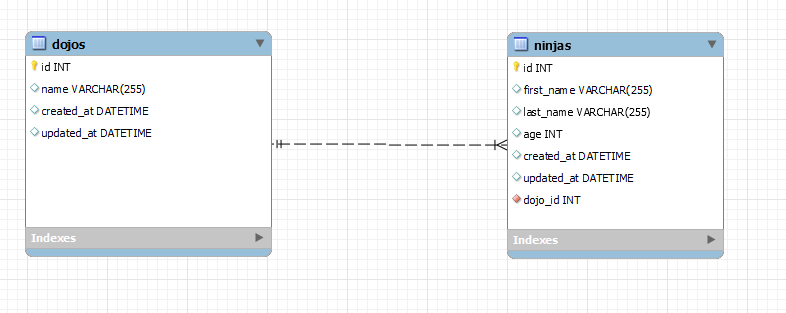 dojos
id INT
name VARCHAR(255)
created_at DATETIME
updated_at DATETIME
Indexes
ninjas
id INT
first_name VARCHAR(255)
last_name VARCHAR(255)
age INT
created_at DATETIME
updated_at DATETIME
dojo_id INT
Indexes